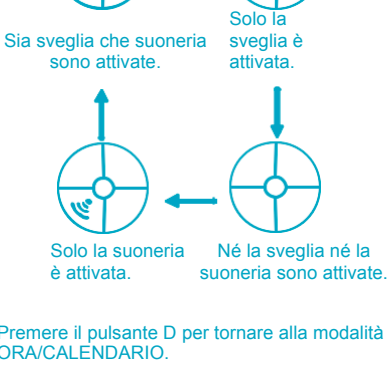 Sia sveglia che suoneria
sono attivate.
Solo la
sveglia è
attivata.
Solo la suoneria
è attivata.
Né la sveglia né la
suoneria sono attivate.
Premere il pulsante D per tornare alla modalità
ORA/CALENDARIO.